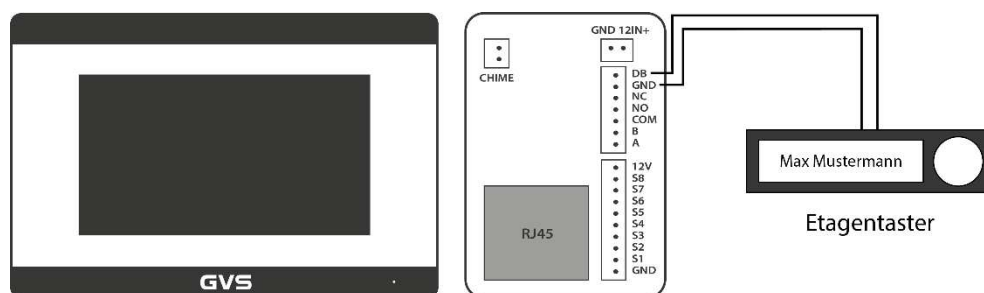 GVS
GND 12IN+
CHIME
DB
GND
NC
NO
COM
B
A
12V
S8
S7
S6
S5
S4
S3
S2
S1
GND
RJ45
Max Mustermann
Etagentaster